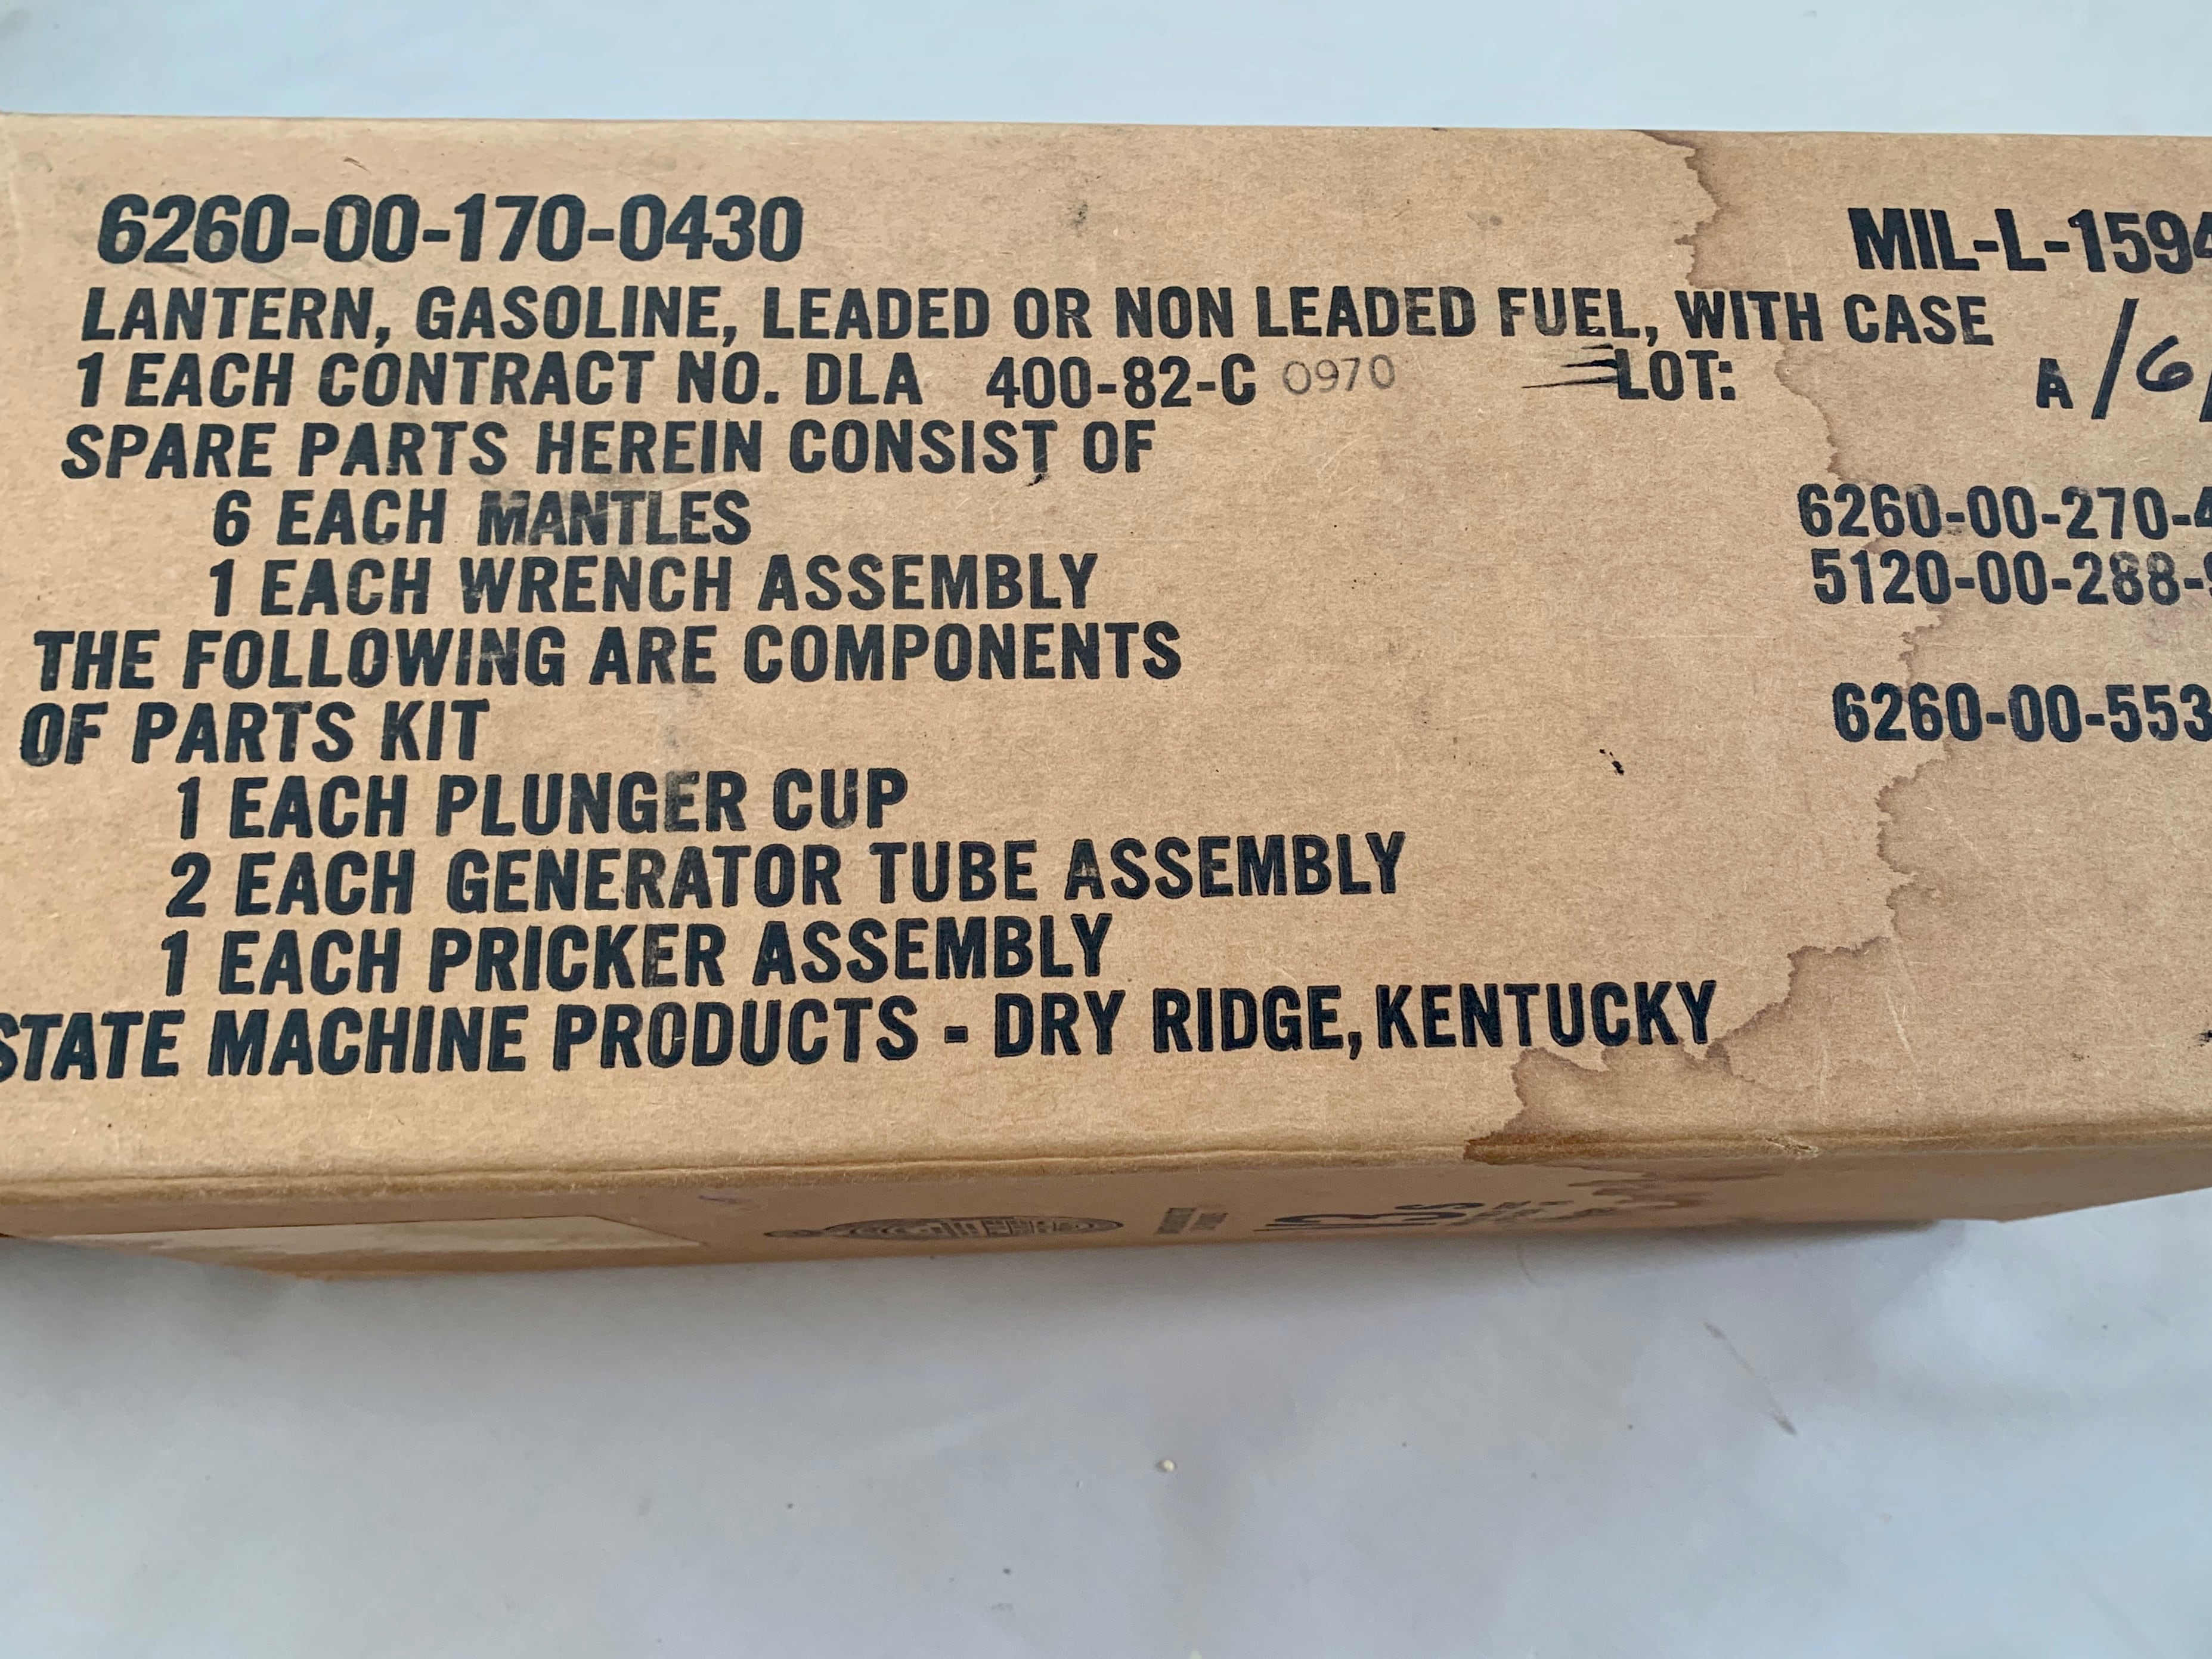 6260-00-170-0430 MIL-L-1594
LANTERN, GASOLINE, LEADED OR NON LEADED FUEL, WITH CASE
1 EACH CONTRACT NO. DLA 400-82-C 0970 LOT: A/6/
SPARE PARTS HEREIN CONSIST OF
6 EACH MANTLES 6260-00-270-4
1 EACH WRENCH ASSEMBLY 5120-00-288-
THE FOLLOWING ARE COMPONENTS
OF PARTS KIT 6260-00-553
1 EACH PLUNGER CUP
2 EACH GENERATOR TUBE ASSEMBLY
1 EACH PRICKER ASSEMBLY
STATE MACHINE PRODUCTS - DRY RIDGE, KENTUCKY